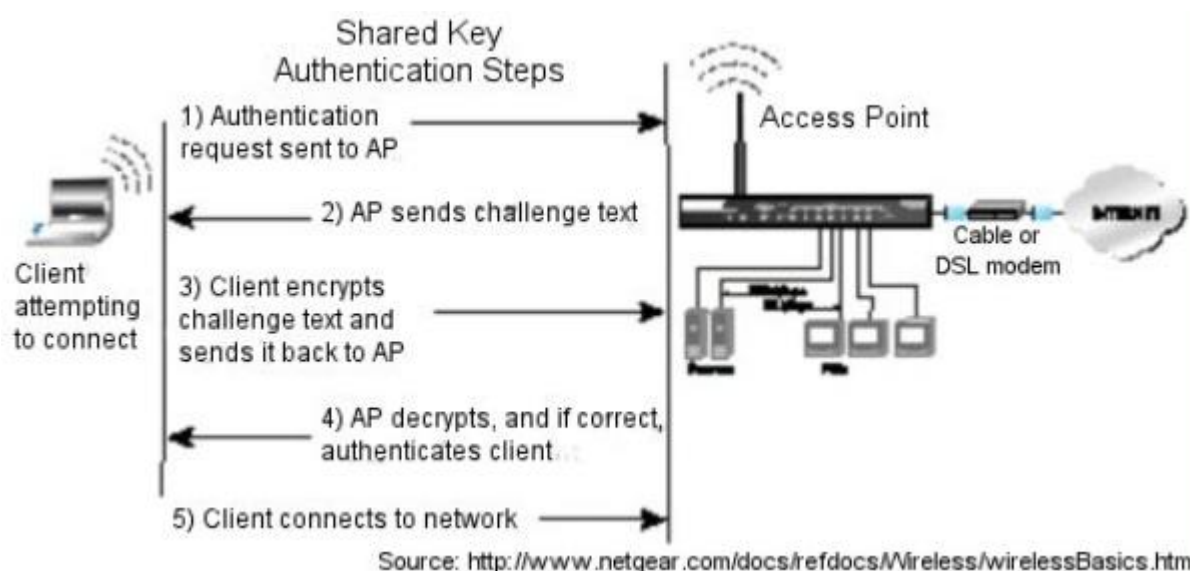 Shared Key
Authentication Steps
1) Authentication
request sent to AP
Access Point
2) AP sends challenge text
Cable or
DSL modem
Client
attempting
to connect
3) Client encrypts
challenge text and
sends it back to AP
4) AP decrypts, and if correct,
authenticates client
5) Client connects to network
Source: http://www.netgear.com/docs/refdocs/Wireless/wirelessBasics.htm